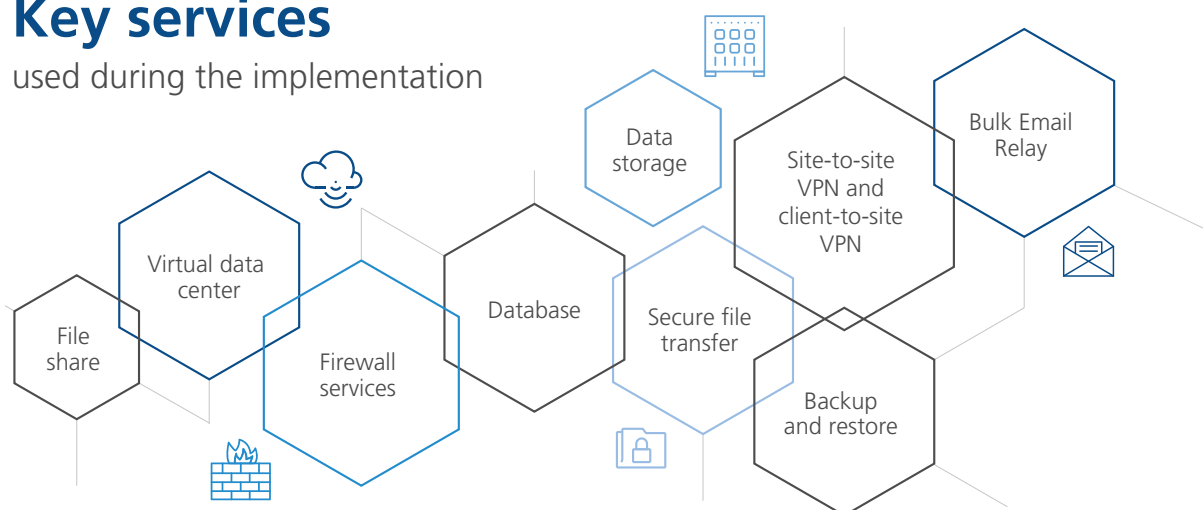 Key services
used during the implementation
File
share
Virtual data
center
Firewall
services
Database
Data
storage
Secure file
transfer
Site-to-site
VPN and
client-to-site
VPN
Backup
and restore
Bulk Email
Relay